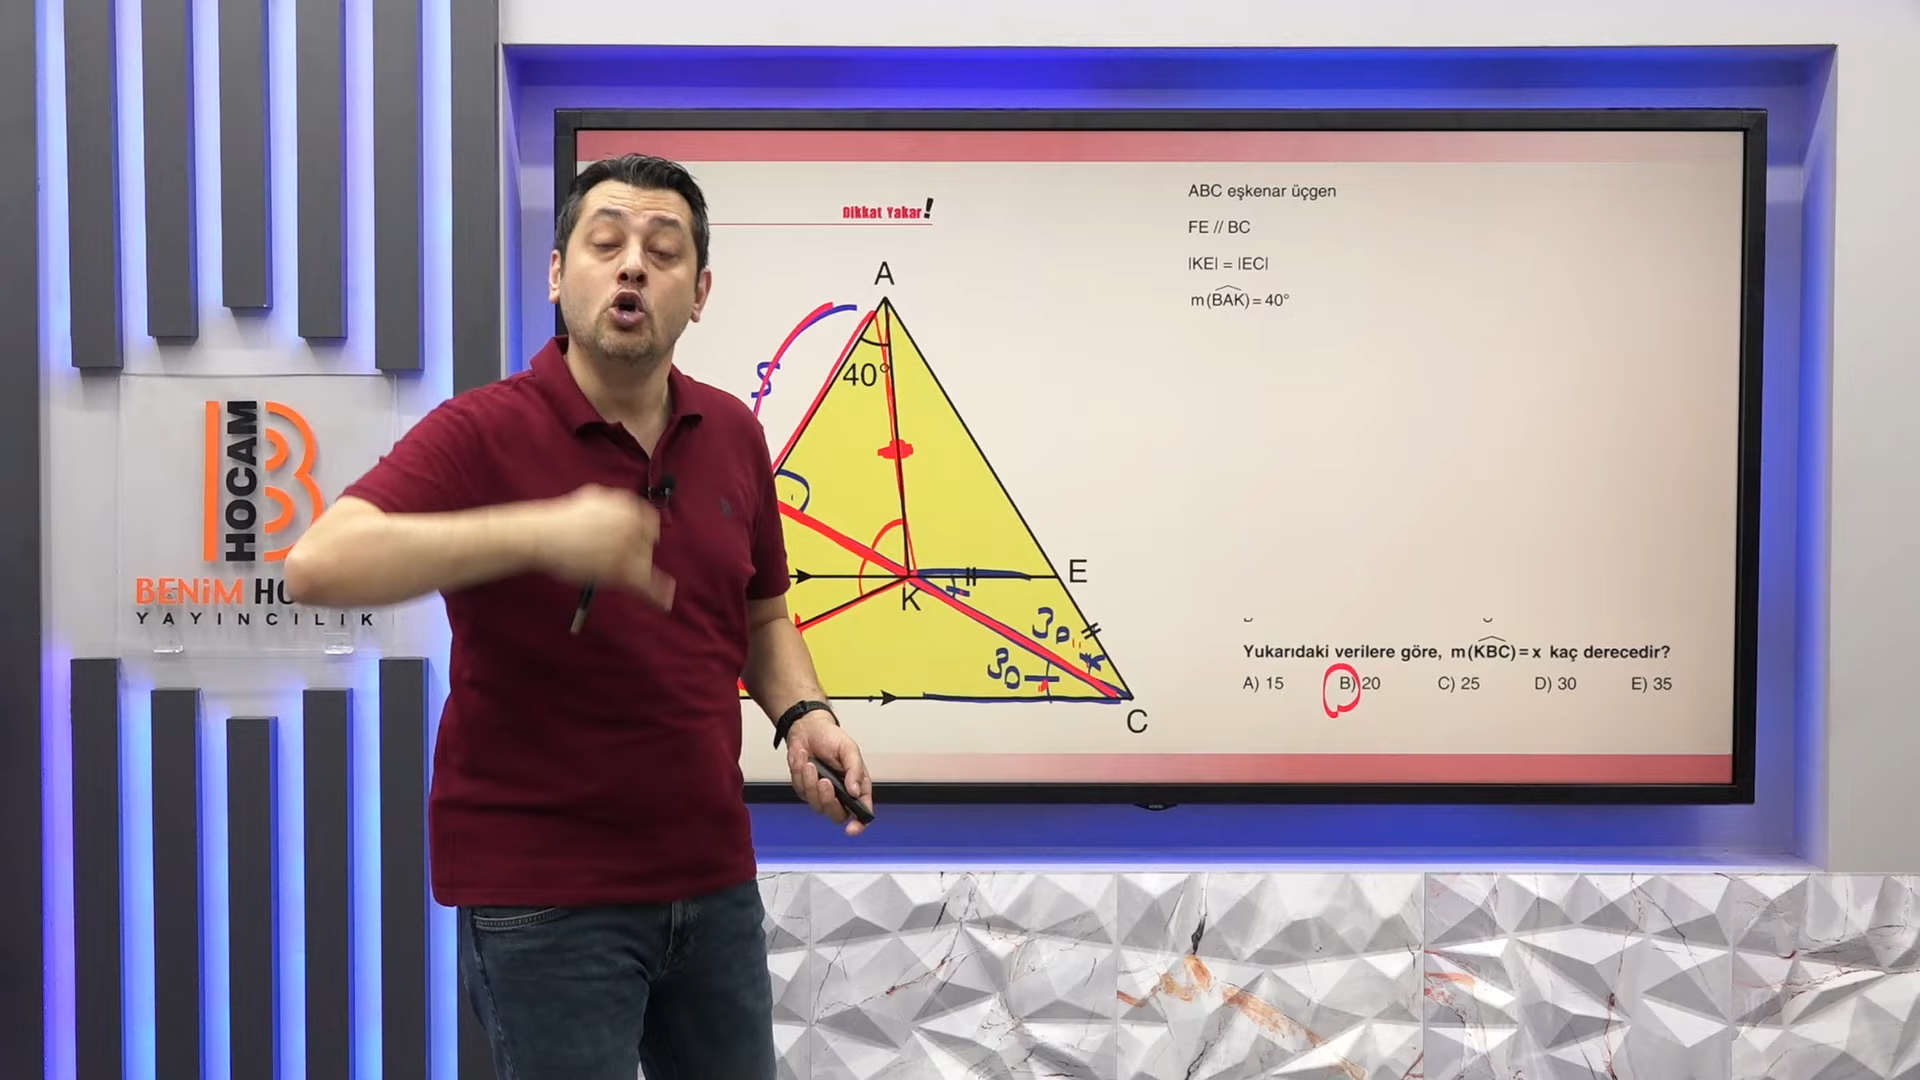 HOCAM
B
BENİM HO
YAYINCILIK
Dikkat Yakar!
ABC eşkenar üçgen
FE // BC
|KE| = |EC|
m(BAK) = 40°
A
S
40°
E
K
30
30
C
Yukarıdaki verilere göre, m(KBC) = x kaç derecedir?
A) 15 B) 20 C) 25 D) 30 E) 35